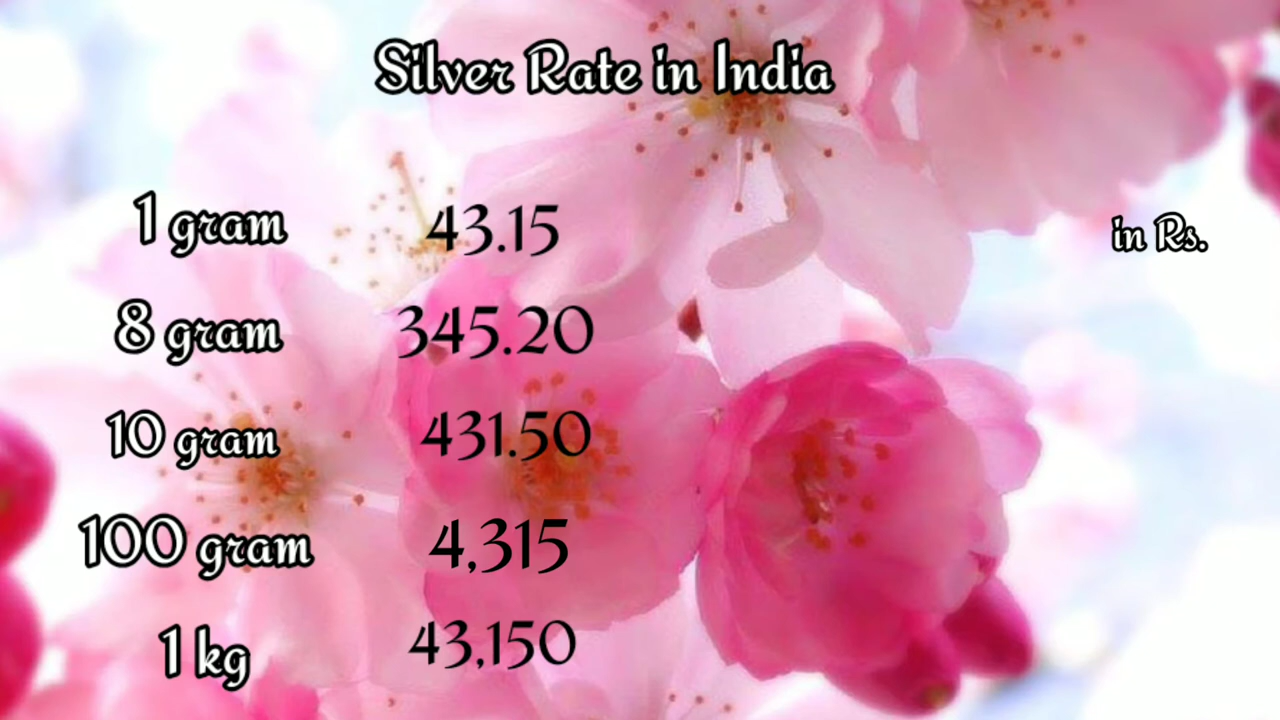 Silver Rate in India
in Rs.
1 gram 43.15
8 gram 345.20
10 gram 431.50
100 gram 4,315
1 kg 43,150